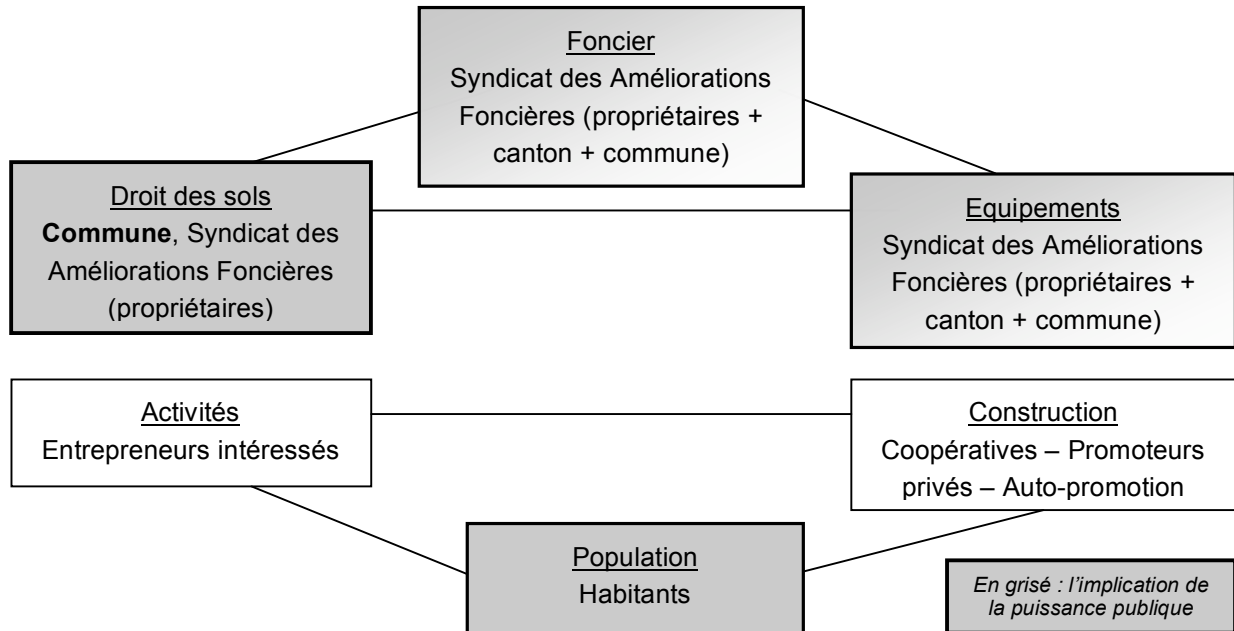 Foncier
Syndicat des Améliorations
Foncières (propriétaires +
canton + commune)
Droit des sols
Commune, Syndicat des
Améliorations Foncières
(propriétaires)
Equipements
Syndicat des Améliorations
Foncières (propriétaires +
canton + commune)
Activités
Entrepreneurs intéressés
Construction
Coopératives – Promoteurs
privés – Auto-promotion
Population
Habitants
En grisé : l’implication de
la puissance publique